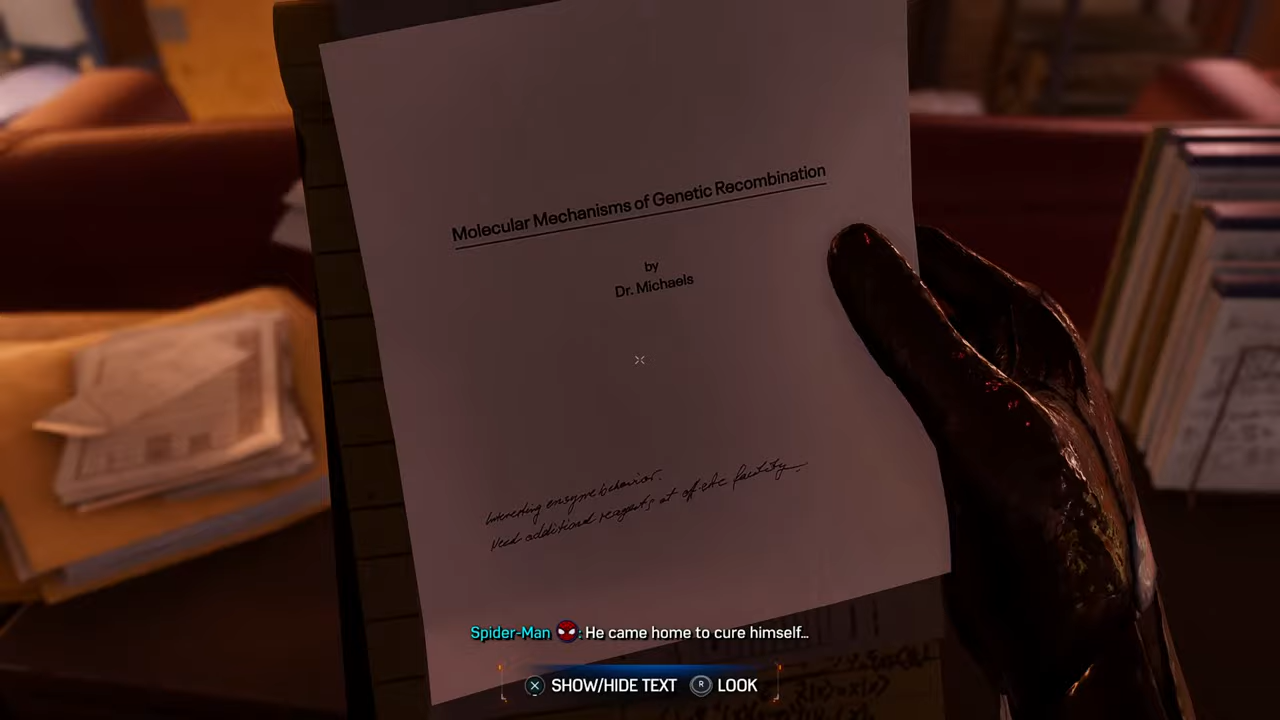 Molecular Mechanisms of Genetic Recombination
by
Dr. Michaels
Interesting enzyme behavior.
Need additional reagents at off-site facility.
Spider-Man : He came home to cure himself...
SHOW/HIDE TEXT R LOOK